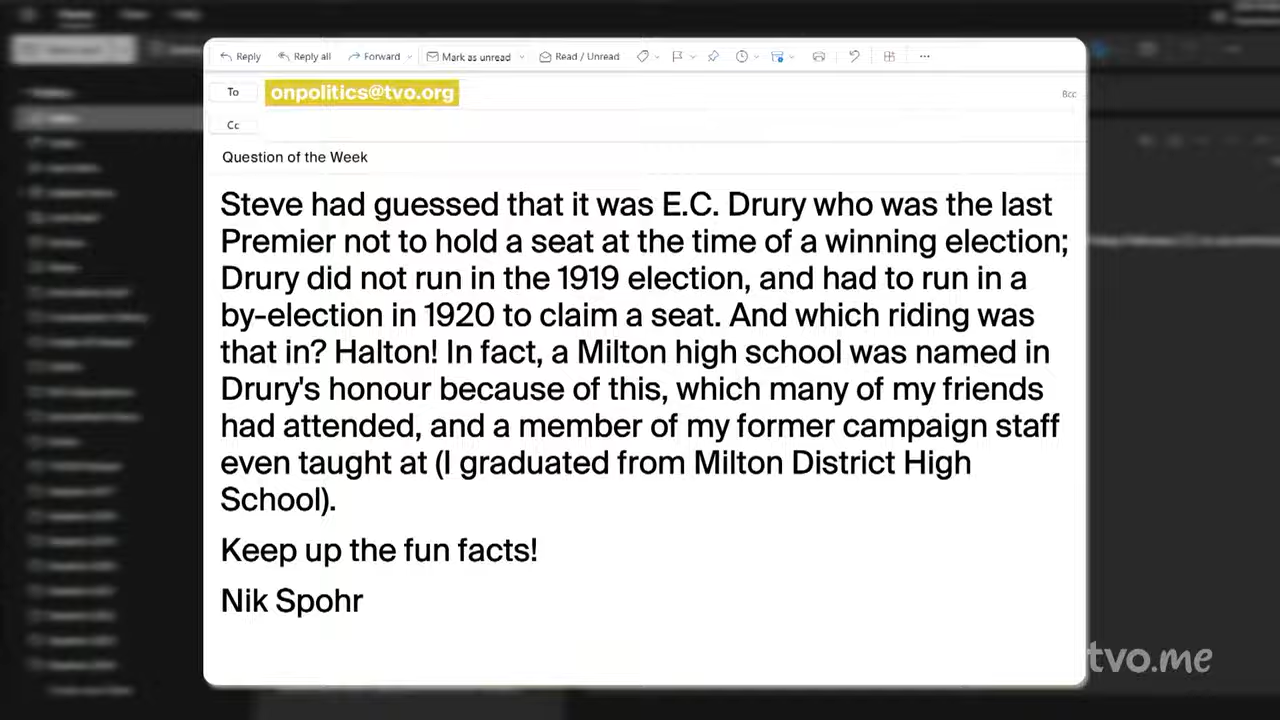 Reply
Reply all
Forward
Mark as unread
Read / Unread
To
onpolitics@tvo.org
Bcc
Cc
Question of the Week
Steve had guessed that it was E.C. Drury who was the last
Premier not to hold a seat at the time of a winning election;
Drury did not run in the 1919 election, and had to run in a
by-election in 1920 to claim a seat. And which riding was
that in? Halton! In fact, a Milton high school was named in
Drury's honour because of this, which many of my friends
had attended, and a member of my former campaign staff
even taught at (I graduated from Milton District High
School).
Keep up the fun facts!
Nik Spohr
tvo.me